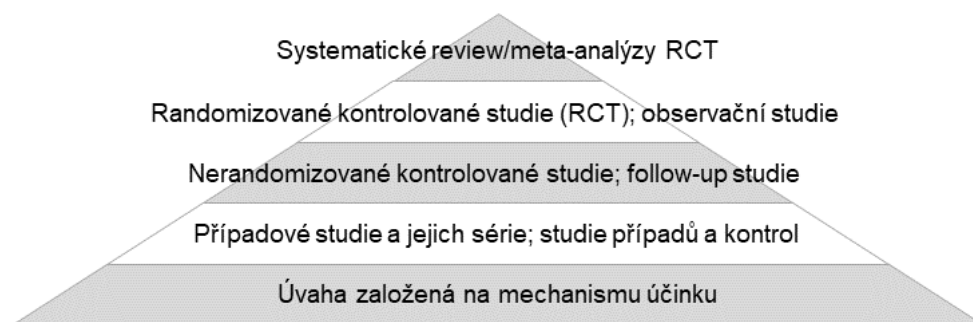 Systematické review/meta-analýzy RCT
Randomizované kontrolované studie (RCT); observační studie
Nerandomizované kontrolované studie; follow-up studie
Případové studie a jejich série; studie případů a kontrol
Úvaha založená na mechanismu účinku